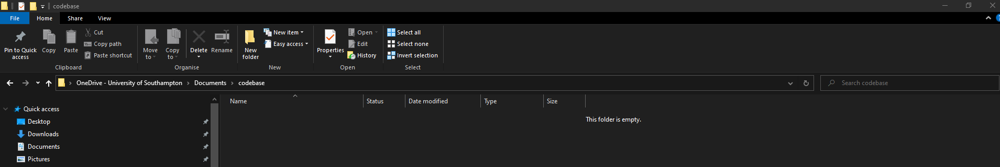 codebase
File Home Share View
Pin to Quick access
Copy
Paste
Cut
Copy path
Paste shortcut
Clipboard
Move to
Copy to
Delete
Rename
Organise
New folder
New item
Easy access
New
Properties
Open
Edit
History
Open
Select all
Select none
Invert selection
Select
OneDrive - University of Southampton › Documents › codebase
Search codebase
Name Status Date modified Type Size
Quick access
Desktop
Downloads
Documents
Pictures
This folder is empty.